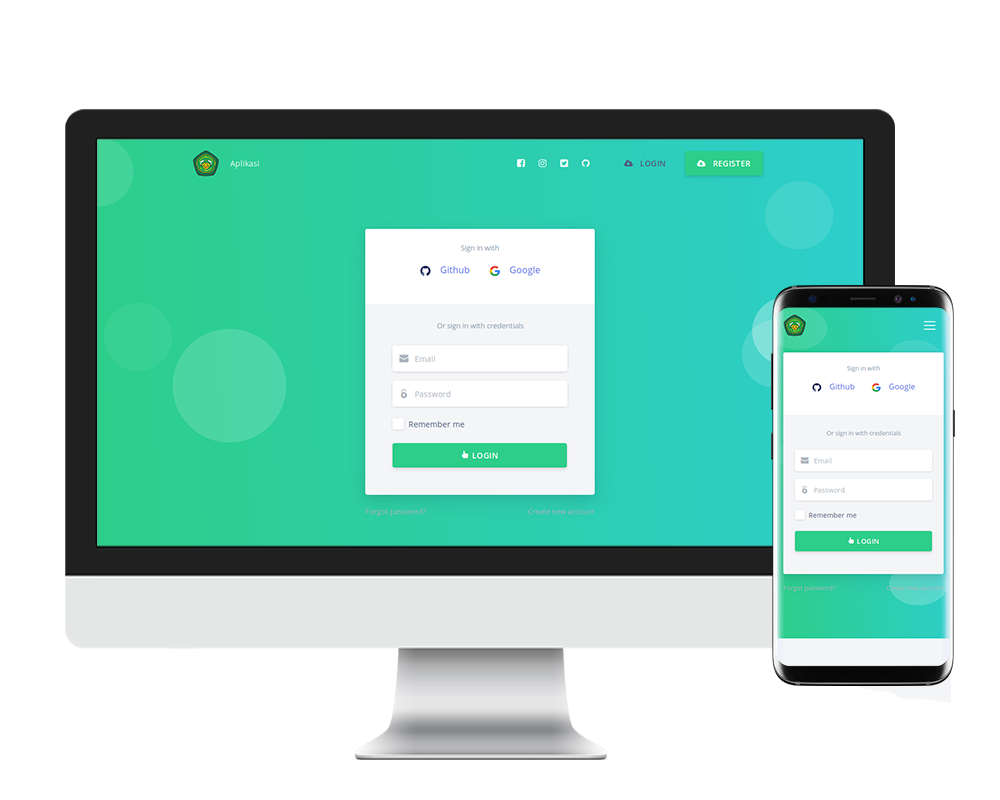 Aplikasi
LOGIN
REGISTER
Sign in with
Github
Google
Or sign in with credentials
Email
Password
Remember me
LOGIN
Forgot password?
Create new account
Sign in with
Github
Google
Or sign in with credentials
Email
Password
Remember me
LOGIN
Forgot password?